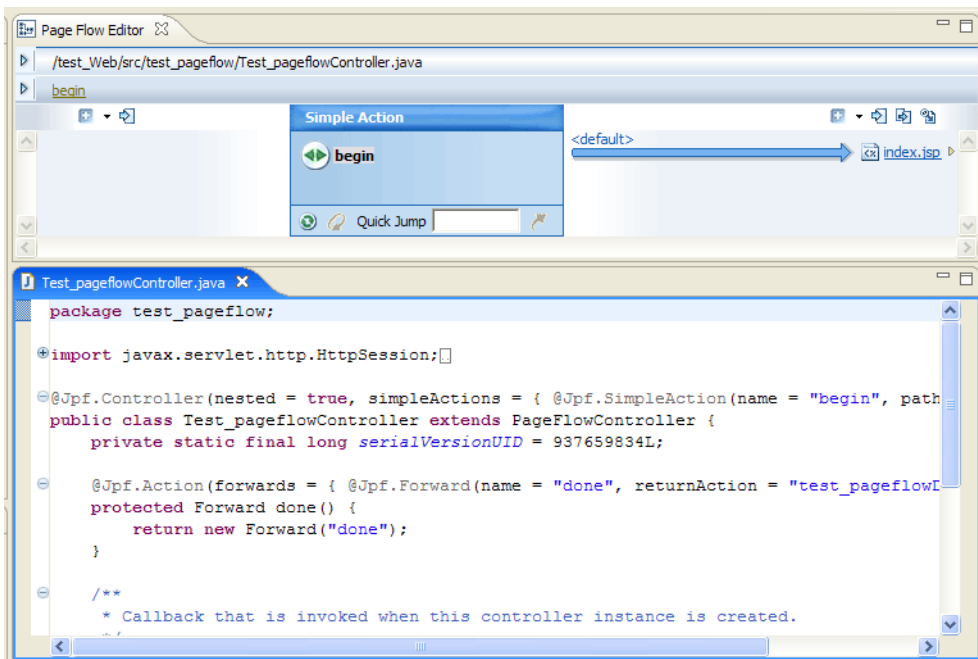 Page Flow Editor
/test_Web/src/test_pageflow/Test_pageflowController.java
begin
Simple Action
begin
<default>
index.jsp
Quick Jump
Test_pageflowController.java
package test_pageflow;
import javax.servlet.http.HttpSession;
@Jpf.Controller(nested = true, simpleActions = { @Jpf.SimpleAction(name = "begin", path
public class Test_pageflowController extends PageFlowController {
private static final long serialVersionUID = 937659834L;
@Jpf.Action(forwards = { @Jpf.Forward(name = "done", returnAction = "test_pageflowD
protected Forward done() {
return new Forward("done");
}
/**
* Callback that is invoked when this controller instance is created.
*/